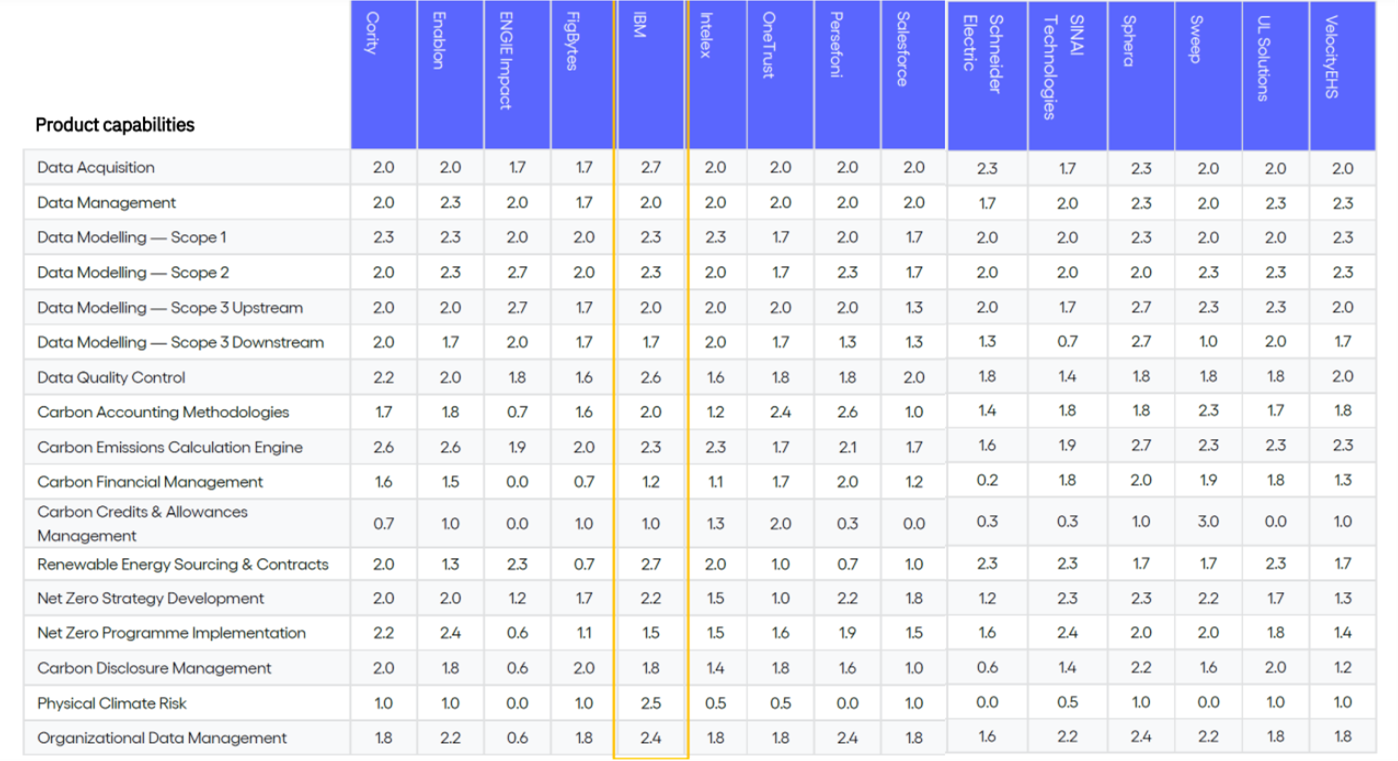 Cority Enablon ENGIE Impact FigBytes IBM Intelex OneTrust Persefoni Salesforce Schneider Electric SINAI Technologies Sphera Sweep UL Solutions VelocityEHS
Product capabilities
Data Acquisition 2.0 2.0 1.7 1.7 2.7 2.0 2.0 2.0 2.0 2.3 1.7 2.3 2.0 2.0 2.0
Data Management 2.0 2.3 2.0 1.7 2.0 2.0 2.0 2.0 2.0 1.7 2.0 2.3 2.0 2.3 2.3
Data Modelling — Scope 1 2.3 2.3 2.0 2.0 2.3 2.3 1.7 2.0 1.7 2.0 2.0 2.3 2.0 2.0 2.3
Data Modelling — Scope 2 2.0 2.3 2.7 2.0 2.3 2.0 1.7 2.3 1.7 2.0 2.0 2.0 2.3 2.3 2.3
Data Modelling — Scope 3 Upstream 2.0 2.0 2.7 1.7 2.0 2.0 2.0 2.0 1.3 2.0 1.7 2.7 2.3 2.3 2.0
Data Modelling — Scope 3 Downstream 2.0 1.7 2.0 1.7 1.7 2.0 1.7 1.3 1.3 1.3 0.7 2.7 1.0 2.0 1.7
Data Quality Control 2.2 2.0 1.8 1.6 2.6 1.6 1.8 1.8 2.0 1.8 1.4 1.8 1.8 1.8 2.0
Carbon Accounting Methodologies 1.7 1.8 0.7 1.6 2.0 1.2 2.4 2.6 1.0 1.4 1.8 1.8 2.3 1.7 1.8
Carbon Emissions Calculation Engine 2.6 2.6 1.9 2.0 2.3 2.3 1.7 2.1 1.7 1.6 1.9 2.7 2.3 2.3 2.3
Carbon Financial Management 1.6 1.5 0.0 0.7 1.2 1.1 1.7 2.0 1.2 0.2 1.8 2.0 1.9 1.8 1.3
Carbon Credits & Allowances
Management 0.7 1.0 0.0 1.0 1.0 1.3 2.0 0.3 0.0 0.3 0.3 1.0 3.0 0.0 1.0
Renewable Energy Sourcing & Contracts 2.0 1.3 2.3 0.7 2.7 2.0 1.0 0.7 1.0 2.3 2.3 1.7 1.7 2.3 1.7
Net Zero Strategy Development 2.0 2.0 1.2 1.7 2.2 1.5 1.0 2.2 1.8 1.2 2.3 2.3 2.2 1.7 1.3
Net Zero Programme Implementation 2.2 2.4 0.6 1.1 1.5 1.5 1.6 1.9 1.5 1.6 2.4 2.0 2.0 1.8 1.4
Carbon Disclosure Management 2.0 1.8 0.6 2.0 1.8 1.4 1.8 1.6 1.0 0.6 1.4 2.2 1.6 2.0 1.2
Physical Climate Risk 1.0 1.0 0.0 1.0 2.5 0.5 0.5 0.0 1.0 0.0 0.5 1.0 0.0 1.0 1.0
Organizational Data Management 1.8 2.2 0.6 1.8 2.4 1.8 1.8 2.4 1.8 1.6 2.2 2.4 2.2 1.8 1.8